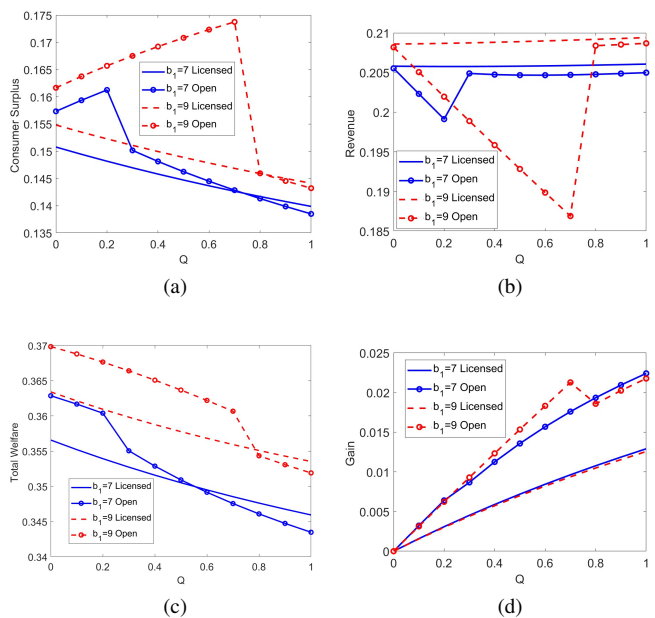 0.175
0.17
0.165
0.16
0.155
0.15
0.145
0.14
0.135
Consumer Surplus
b1=7 Licensed
b1=7 Open
b1=9 Licensed
b1=9 Open
0 0.2 0.4 0.6 0.8 1
Q
(a)
0.21
0.205
0.2
0.195
0.19
0.185
Revenue
b1=7 Licensed
b1=7 Open
b1=9 Licensed
b1=9 Open
0 0.2 0.4 0.6 0.8 1
Q
(b)
0.37
0.365
0.36
0.355
0.35
0.345
0.34
Total Welfare
b1=7 Licensed
b1=7 Open
b1=9 Licensed
b1=9 Open
0 0.2 0.4 0.6 0.8 1
Q
(c)
0.025
0.02
0.015
0.01
0.005
0
Gain
b1=7 Licensed
b1=7 Open
b1=9 Licensed
b1=9 Open
0 0.2 0.4 0.6 0.8 1
Q
(d)